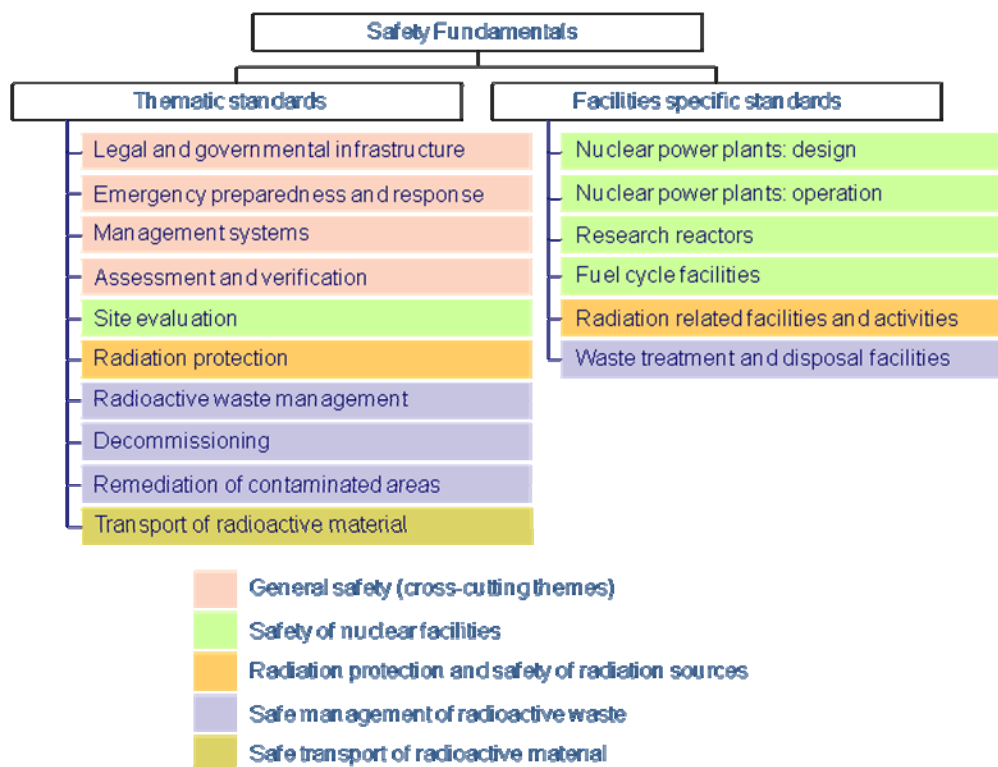 Safety Fundamentals
Thematic standards
Facilities specific standards
Legal and governmental infrastructure
Emergency preparedness and response
Management systems
Assessment and verification
Site evaluation
Radiation protection
Radioactive waste management
Decommissioning
Remediation of contaminated areas
Transport of radioactive material
Nuclear power plants: design
Nuclear power plants: operation
Research reactors
Fuel cycle facilities
Radiation related facilities and activities
Waste treatment and disposal facilities
General safety (cross-cutting themes)
Safety of nuclear facilities
Radiation protection and safety of radiation sources
Safe management of radioactive waste
Safe transport of radioactive material